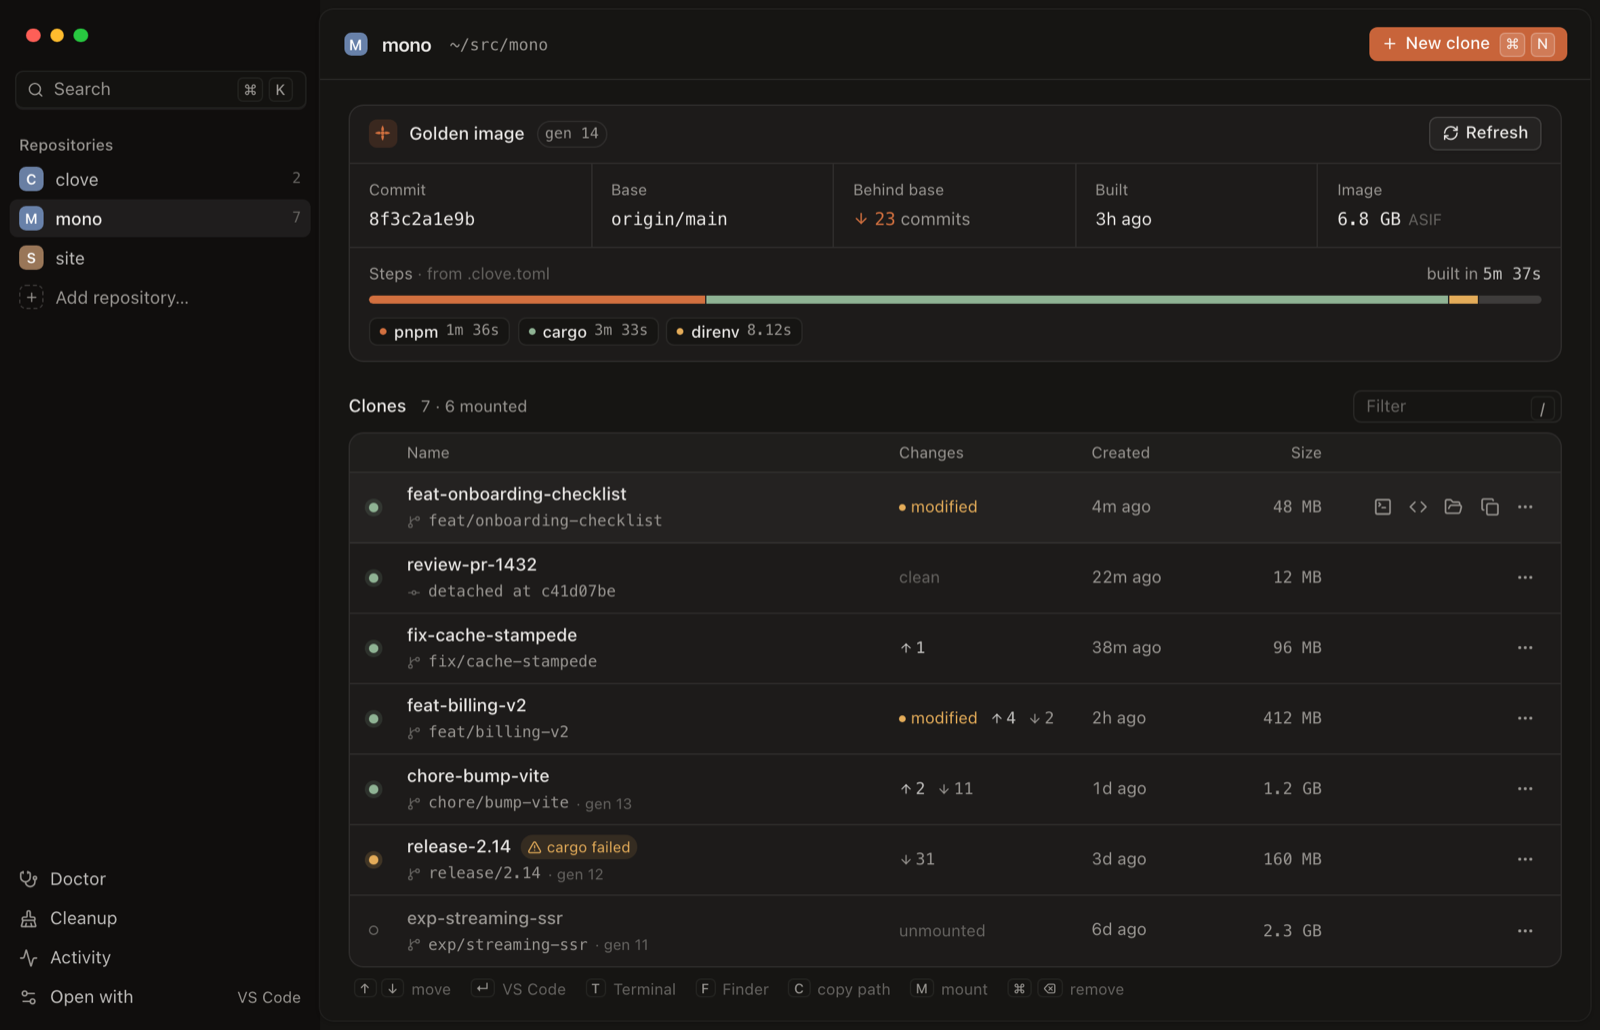 Search ⌘ K
Repositories
C clove 2
M mono 7
S site
+ Add repository...
Doctor
Cleanup
Activity
Open with VS Code
M mono ~/src/mono
+ New clone ⌘ N
Golden image gen 14
Refresh
Commit Base Behind base Built Image
8f3c2a1e9b origin/main ↓ 23 commits 3h ago 6.8 GB ASIF
Steps · from .clove.toml built in 5m 37s
pnpm 1m 36s cargo 3m 33s direnv 8.12s
Clones 7 · 6 mounted
Filter /
Name Changes Created Size
feat-onboarding-checklist
feat/onboarding-checklist
modified 4m ago 48 MB
review-pr-1432
detached at c41d07be
clean 22m ago 12 MB
fix-cache-stampede
fix/cache-stampede
↑ 1 38m ago 96 MB
feat-billing-v2
feat/billing-v2
modified ↑ 4 ↓ 2 2h ago 412 MB
chore-bump-vite
chore/bump-vite · gen 13
↑ 2 ↓ 11 1d ago 1.2 GB
release-2.14 cargo failed
release/2.14 · gen 12
↓ 31 3d ago 160 MB
exp-streaming-ssr
exp/streaming-ssr · gen 11
unmounted 6d ago 2.3 GB
↑ ↓ move ↵ VS Code T Terminal F Finder C copy path M mount ⌘ ⌫ remove